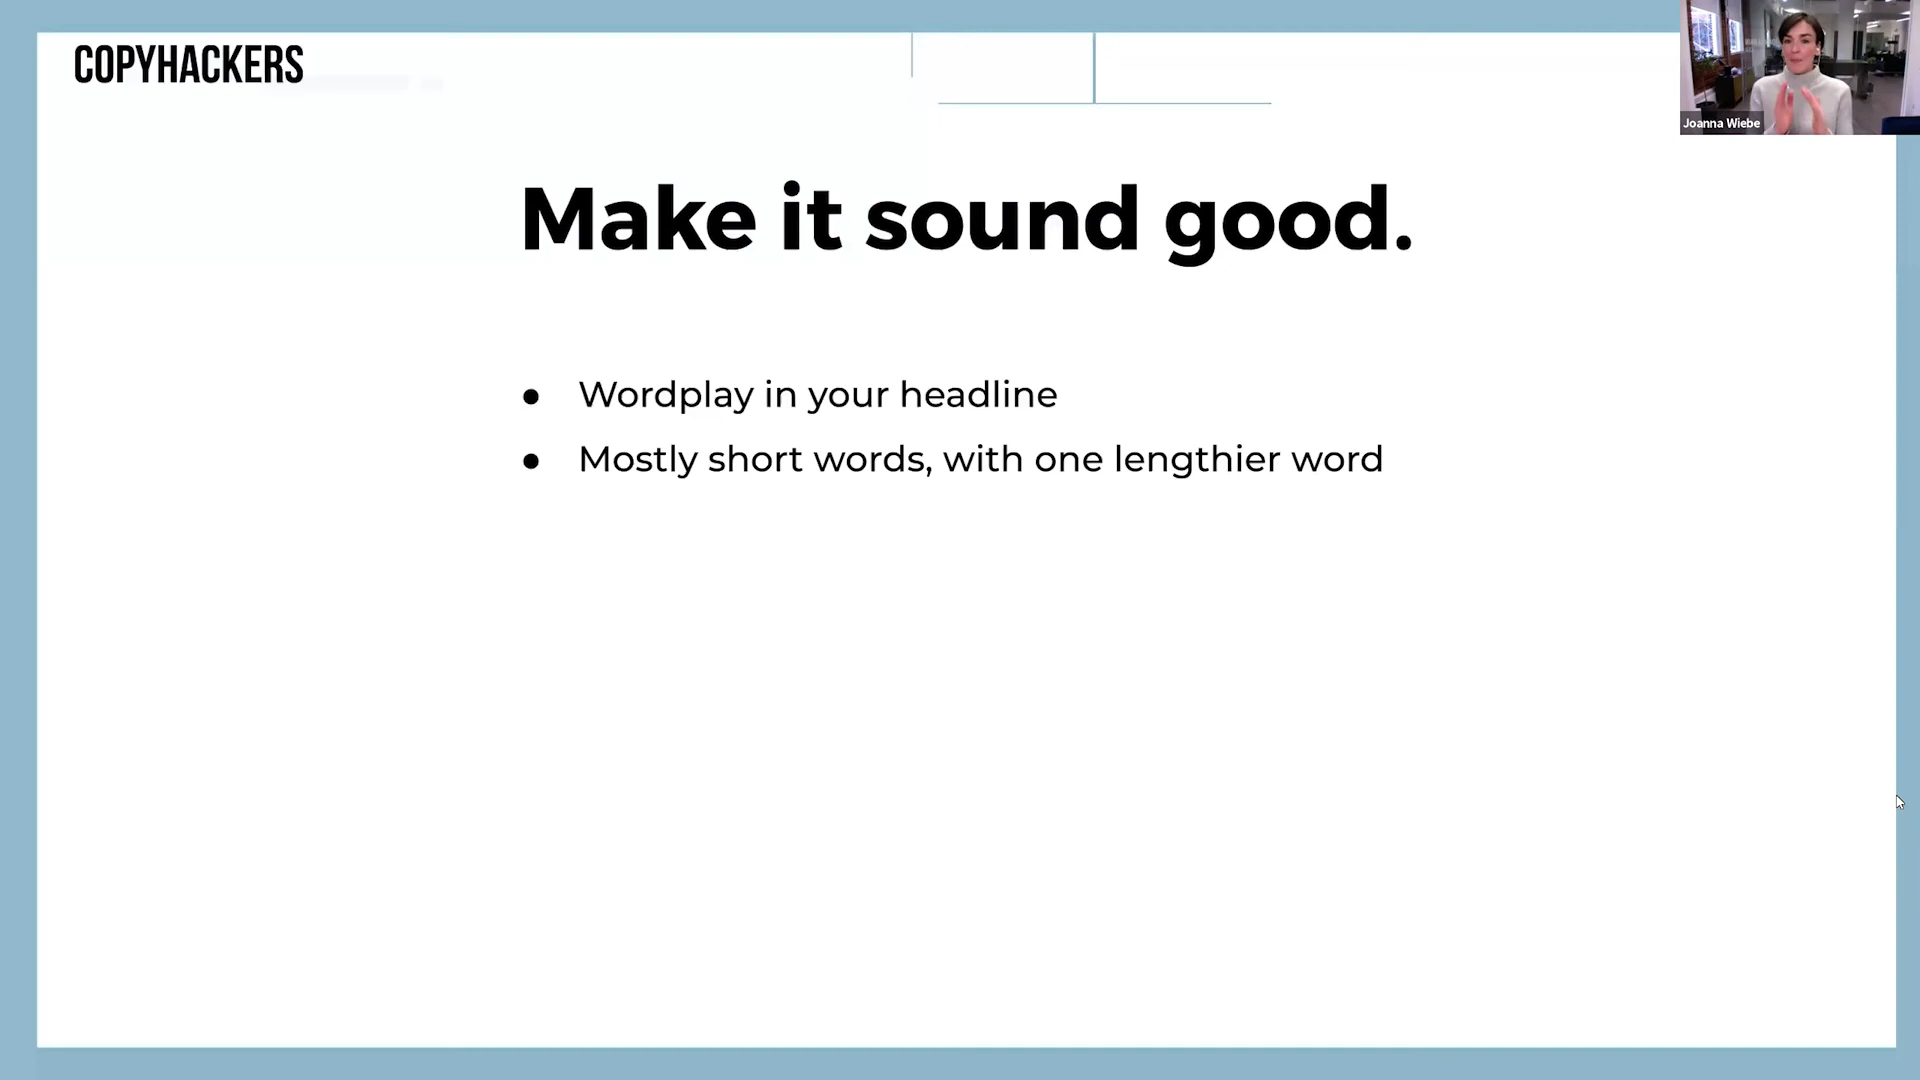 COPYHACKERS
Joanna Wiebe
Make it sound good.
● Wordplay in your headline
● Mostly short words, with one lengthier word